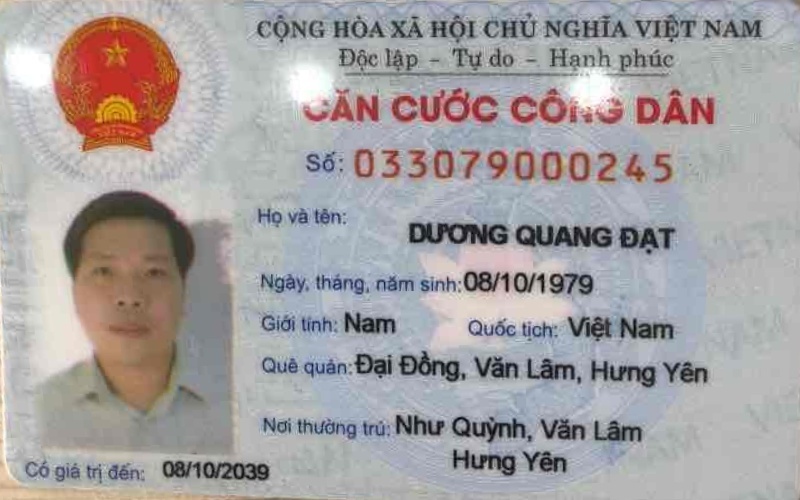 CỘNG HÒA XÃ HỘI CHỦ NGHĨA VIỆT NAM
Độc lập - Tự do - Hạnh phúc
CĂN CƯỚC CÔNG DÂN
Số: 033079000245
Họ và tên: DƯƠNG QUANG ĐẠT
Ngày, tháng, năm sinh: 08/10/1979
Giới tính: Nam Quốc tịch: Việt Nam
Quê quán: Đại Đồng, Văn Lâm, Hưng Yên
Nơi thường trú: Như Quỳnh, Văn Lâm
Hưng Yên
Có giá trị đến: 08/10/2039